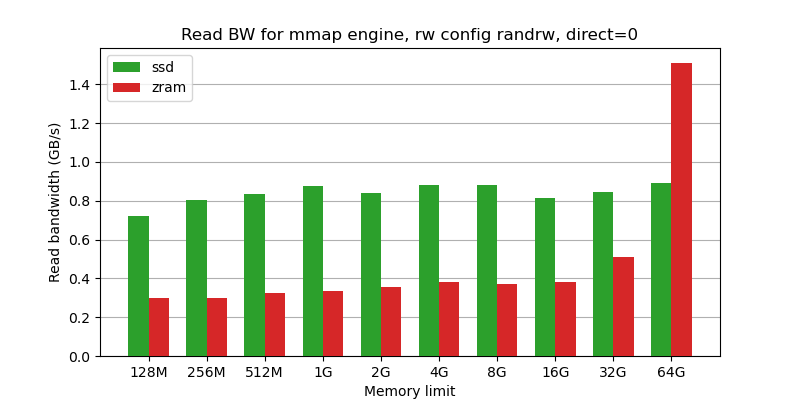 Read BW for mmap engine, rw config randrw, direct=0
ssd
zram
1.4
1.2
1.0
0.8
0.6
0.4
0.2
0.0
Read bandwidth (GB/s)
128M 256M 512M 1G 2G 4G 8G 16G 32G 64G
Memory limit